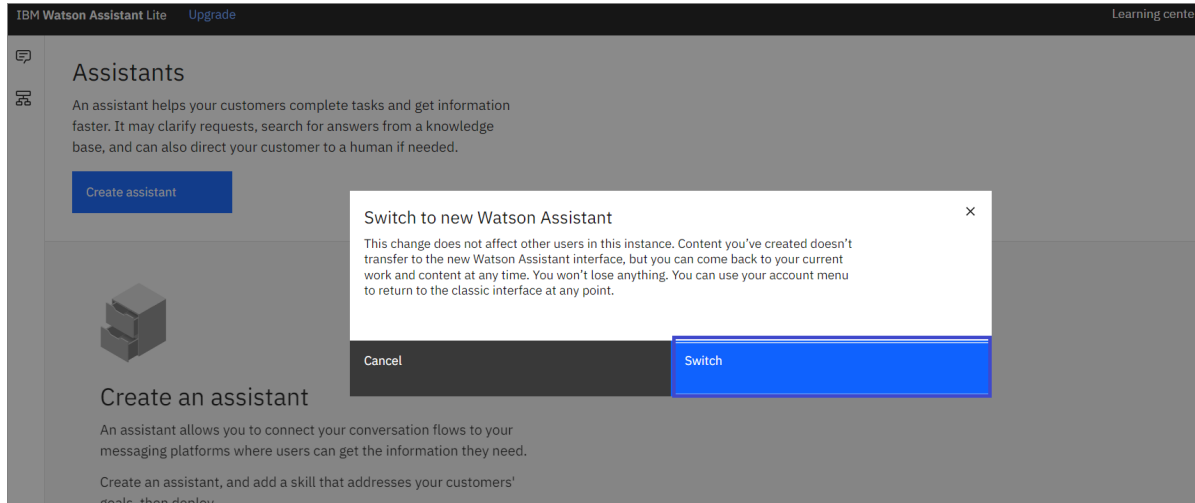 IBM Watson Assistant Lite Upgrade Learning cente
Assistants
An assistant helps your customers complete tasks and get information
faster. It may clarify requests, search for answers from a knowledge
base, and can also direct your customer to a human if needed.
Create assistant
Switch to new Watson Assistant
This change does not affect other users in this instance. Content you’ve created doesn’t
transfer to the new Watson Assistant interface, but you can come back to your current
work and content at any time. You won’t lose anything. You can use your account menu
to return to the classic interface at any point.
Cancel Switch
Create an assistant
An assistant allows you to connect your conversation flows to your
messaging platforms where users can get the information they need.
Create an assistant, and add a skill that addresses your customers'
goals, then deploy